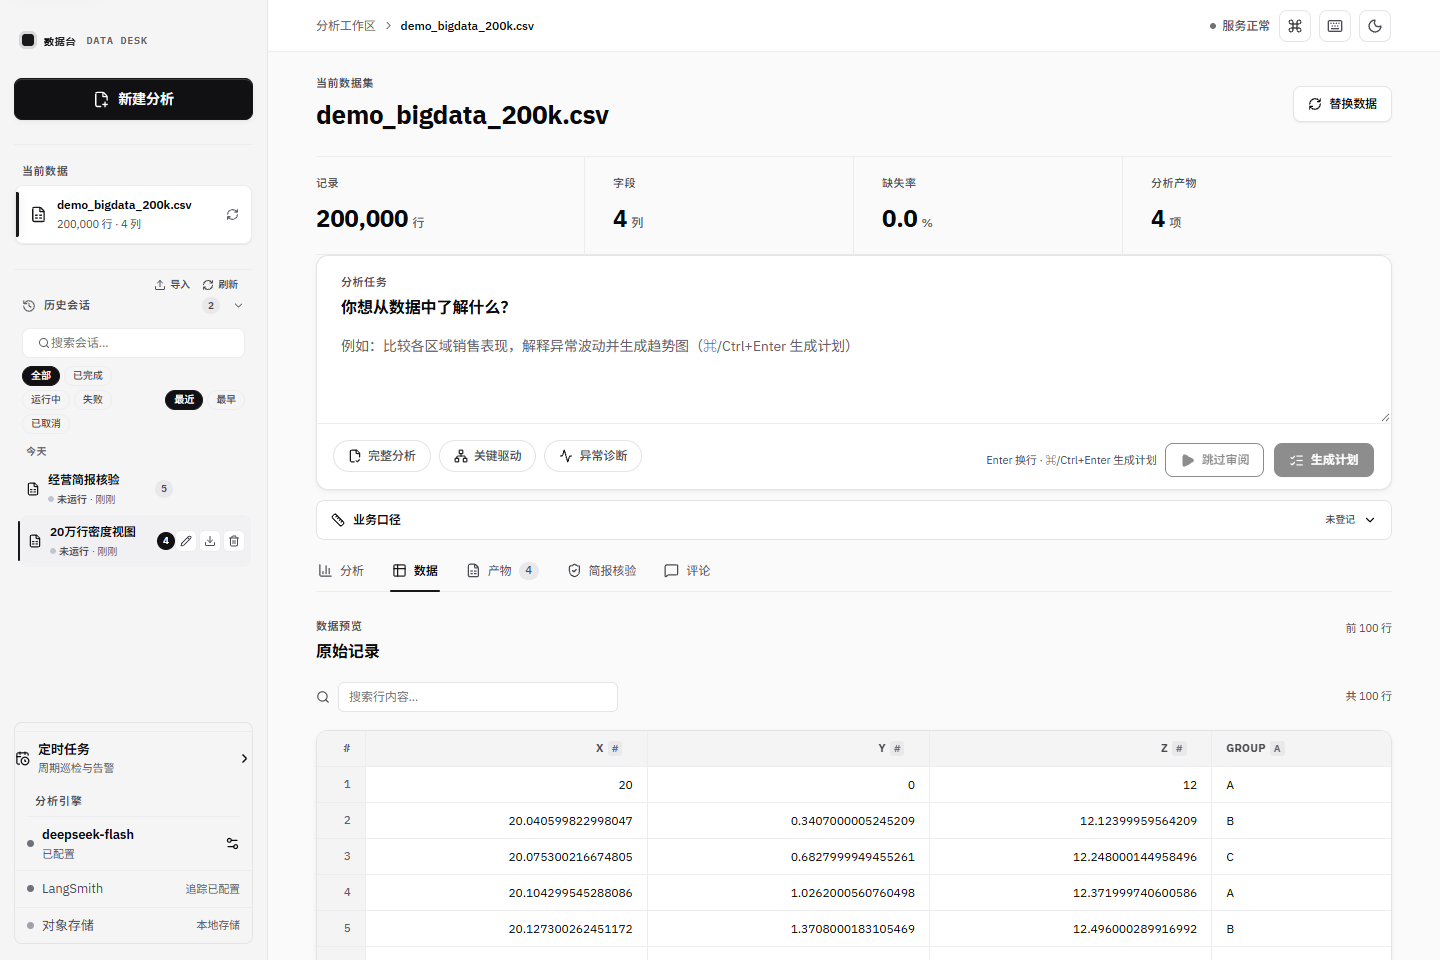 数据台 DATA DESK
新建分析
当前数据
demo_bigdata_200k.csv
200,000 行 · 4 列
导入 刷新
历史会话 2
搜索会话...
全部 已完成
运行中 失败 最近 最早
已取消
今天
经营简报核验
未运行 · 刚刚 5
20万行密度视图
未运行 · 刚刚 4
定时任务
周期巡检与告警
分析引擎
deepseek-flash
已配置
LangSmith 追踪已配置
对象存储 本地存储
分析工作区 > demo_bigdata_200k.csv
服务正常
当前数据集
demo_bigdata_200k.csv
替换数据
记录 字段 缺失率 分析产物
200,000 行 4 列 0.0 % 4 项
分析任务
你想从数据中了解什么？
例如：比较各区域销售表现，解释异常波动并生成趋势图（⌘/Ctrl+Enter 生成计划）
完整分析 关键驱动 异常诊断 Enter 换行 · ⌘/Ctrl+Enter 生成计划 跳过审阅 生成计划
业务口径 未登记
分析 数据 产物 4 简报核验 评论
数据预览
原始记录 前 100 行
搜索行内容... 共 100 行
# X # Y # Z # GROUP A
1 20 0 12 A
2 20.040599822998047 0.3407000005245209 12.12399959564209 B
3 20.075300216674805 0.6827999949455261 12.248000144958496 C
4 20.104299545288086 1.0262000560760498 12.371999740600586 A
5 20.127300262451172 1.3708000183105469 12.496000289916992 B